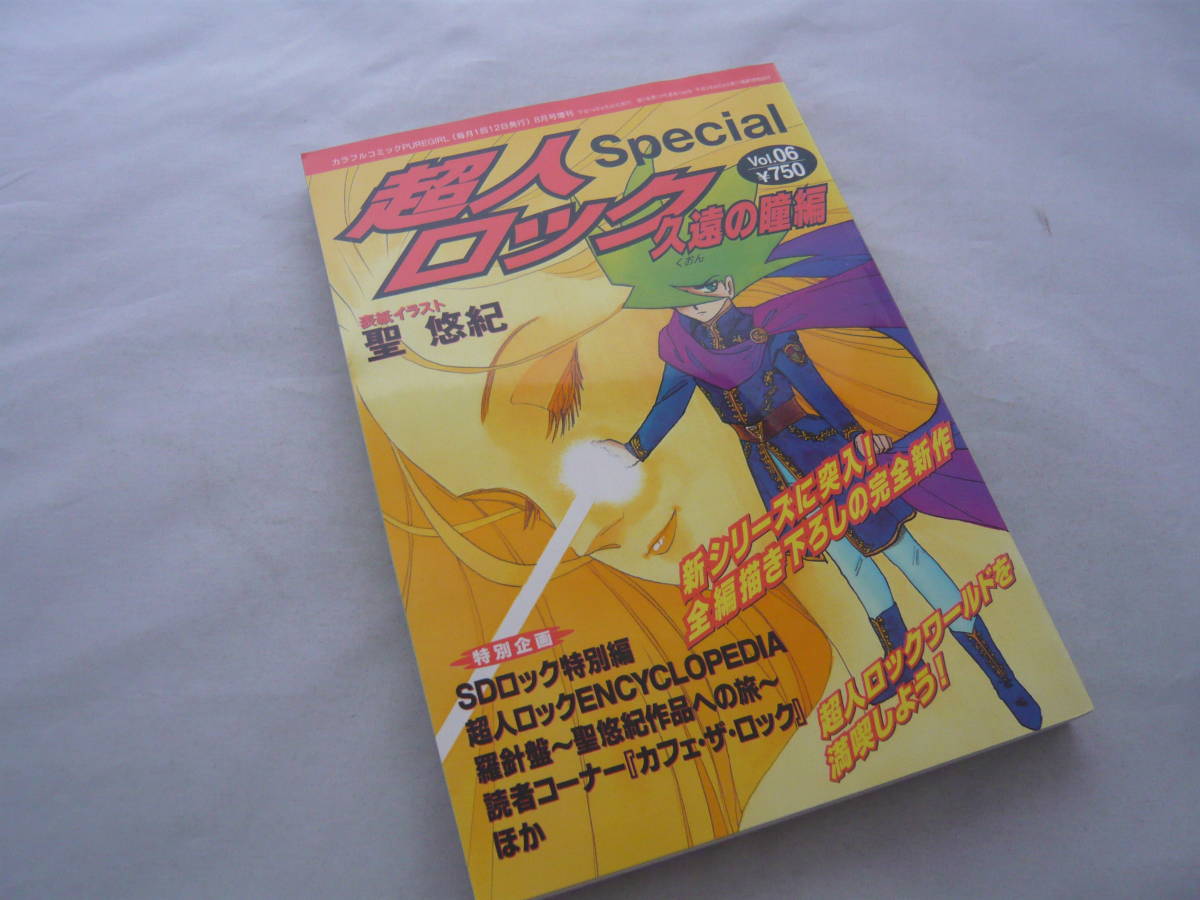 カラフルコミックPUREGIRL (毎月1回12日発行) 8月号増刊
超人
ロック
Special
Vol.06
¥750
久遠の瞳編
くおん
表紙イラスト
聖 悠紀
新シリーズに突入!
全編描き下ろしの完全新作
超人ロックワールドを
満喫しよう!
特別企画
SDロック特別編
超人ロックENCYCLOPEDIA
羅針盤～聖悠紀作品への旅～
読者コーナー『カフェ・ザ・ロック』
ほか